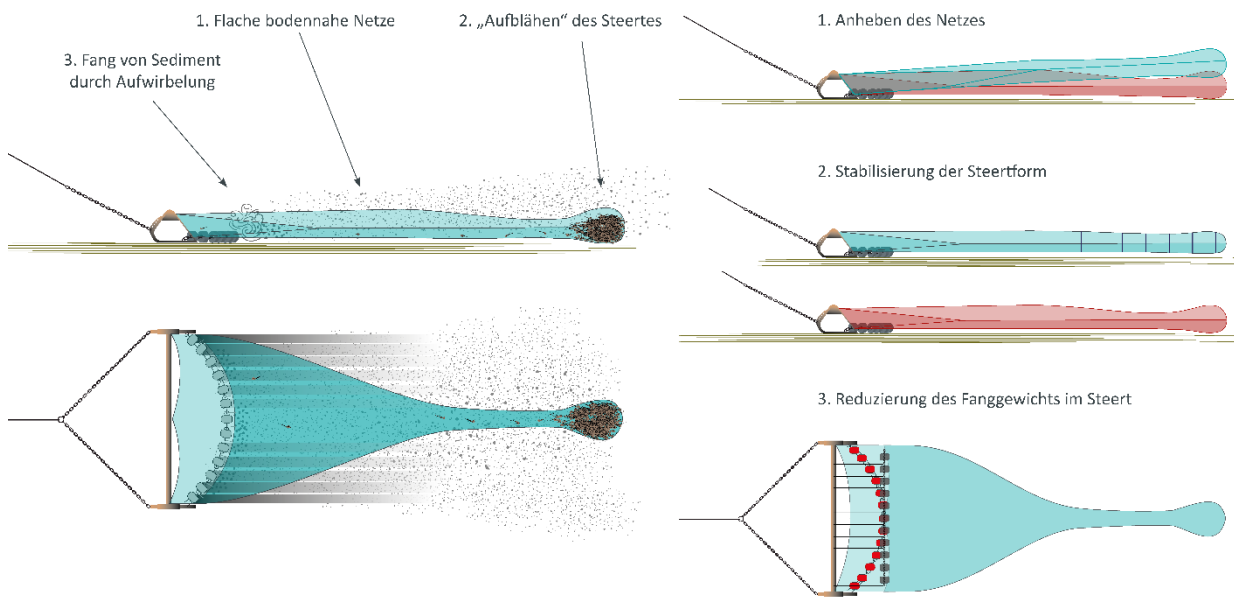 1. Flache bodennahe Netze
2. „Aufblähen“ des Steertes
3. Fang von Sediment
durch Aufwirbelung
1. Anheben des Netzes
2. Stabilisierung der Steertform
3. Reduzierung des Fanggewichts im Steert